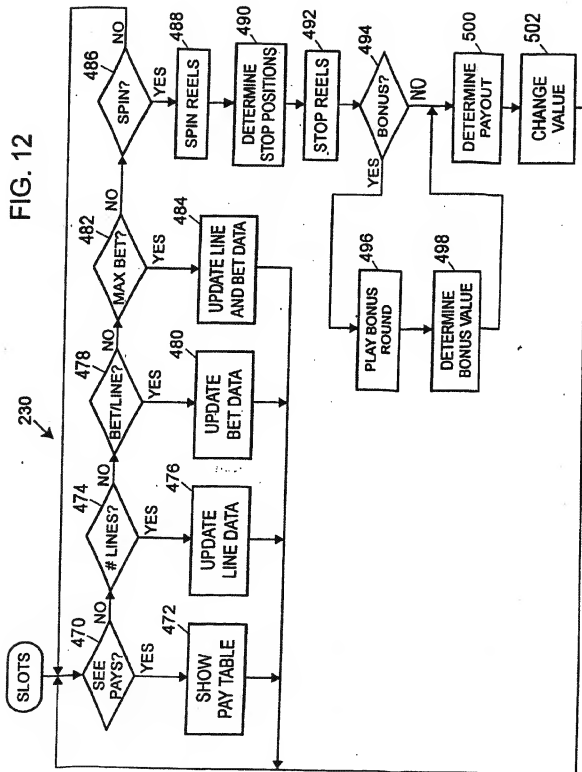 FIG. 12
230
SLOTS
470
SEE
PAYS?
NO
YES
472
SHOW
PAY TABLE
474
# LINES?
NO
YES
476
UPDATE
LINE DATA
478
BET/LINE?
NO
YES
480
UPDATE
BET DATA
482
MAX BET?
NO
YES
484
UPDATE LINE
AND BET DATA
486
SPIN?
NO
YES
488
SPIN REELS
490
DETERMINE
STOP POSITIONS
492
STOP REELS
494
BONUS?
YES
NO
496
PLAY BONUS
ROUND
498
DETERMINE
BONUS VALUE
500
DETERMINE
PAYOUT
502
CHANGE VALUE